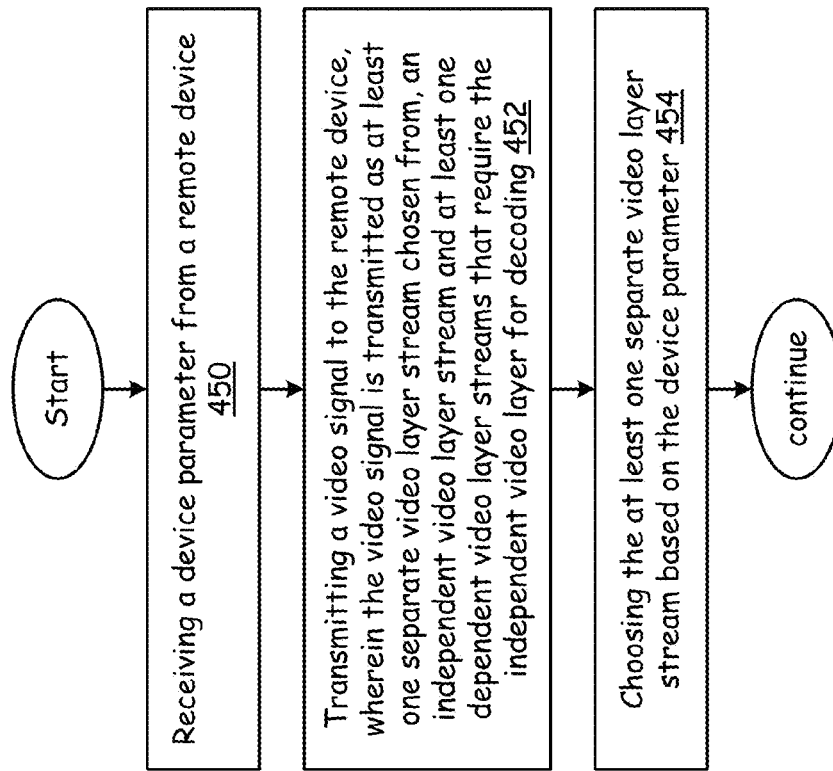 Start
Receiving a device parameter from a remote device
450
Transmitting a video signal to the remote device,
wherein the video signal is transmitted as at least
one separate video layer stream chosen from, an
independent video layer stream and at least one
dependent video layer streams that require the
independent video layer for decoding 452
Choosing the at least one separate video layer
stream based on the device parameter 454
continue